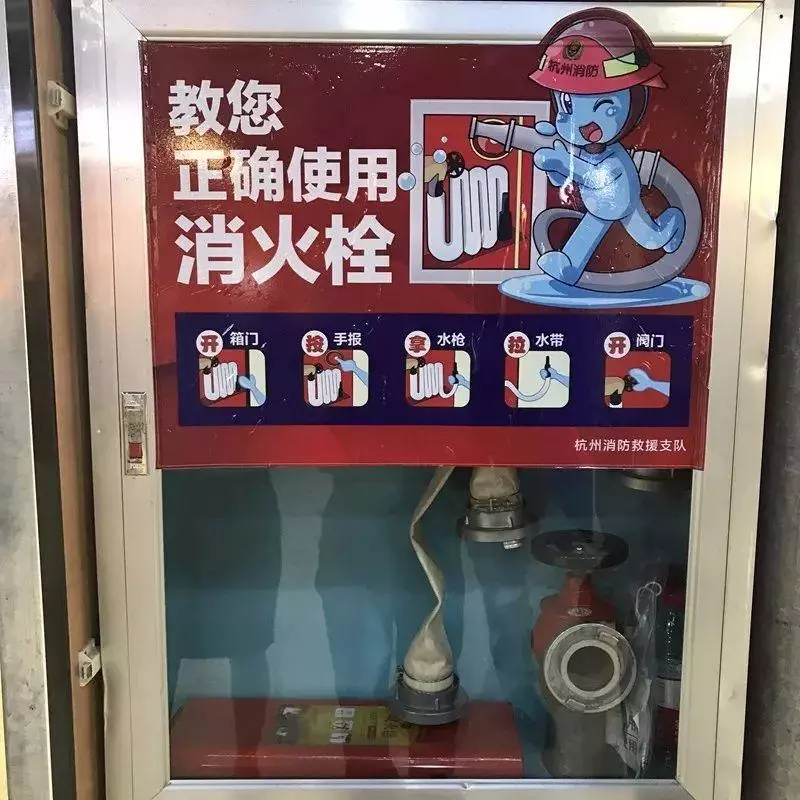 杭州消防
教您
正确使用
消火栓
开 箱门
按 手报
拿 水枪
拉 水带
开 阀门
杭州消防救援支队